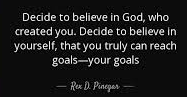 Decide to believe in God, who
created you. Decide to believe in
yourself, that you truly can reach
goals—your goals
Rex D. Pinegar